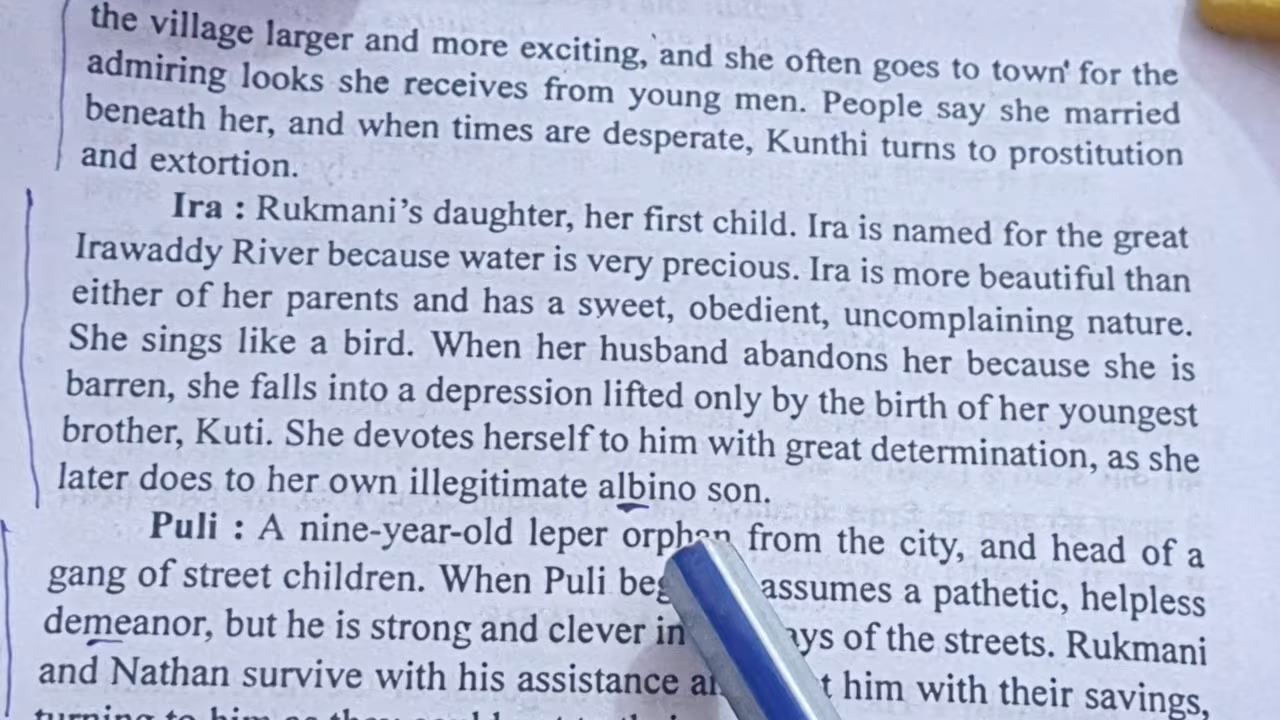 the village larger and more exciting, and she often goes to town for the
admiring looks she receives from young men. People say she married
beneath her, and when times are desperate, Kunthi turns to prostitution
and extortion.
Ira : Rukmani's daughter, her first child. Ira is named for the great
Irawaddy River because water is very precious. Ira is more beautiful than
either of her parents and has a sweet, obedient, uncomplaining nature.
She sings like a bird. When her husband abandons her because she is
barren, she falls into a depression lifted only by the birth of her youngest
brother, Kuti. She devotes herself to him with great determination, as she
later does to her own illegitimate albino son.
Puli : A nine-year-old leper orphan from the city, and head of a
gang of street children. When Puli assumes a pathetic, helpless
demeanor, but he is strong and clever in of the streets. Rukmani
and Nathan survive with his assistance him with their savings,